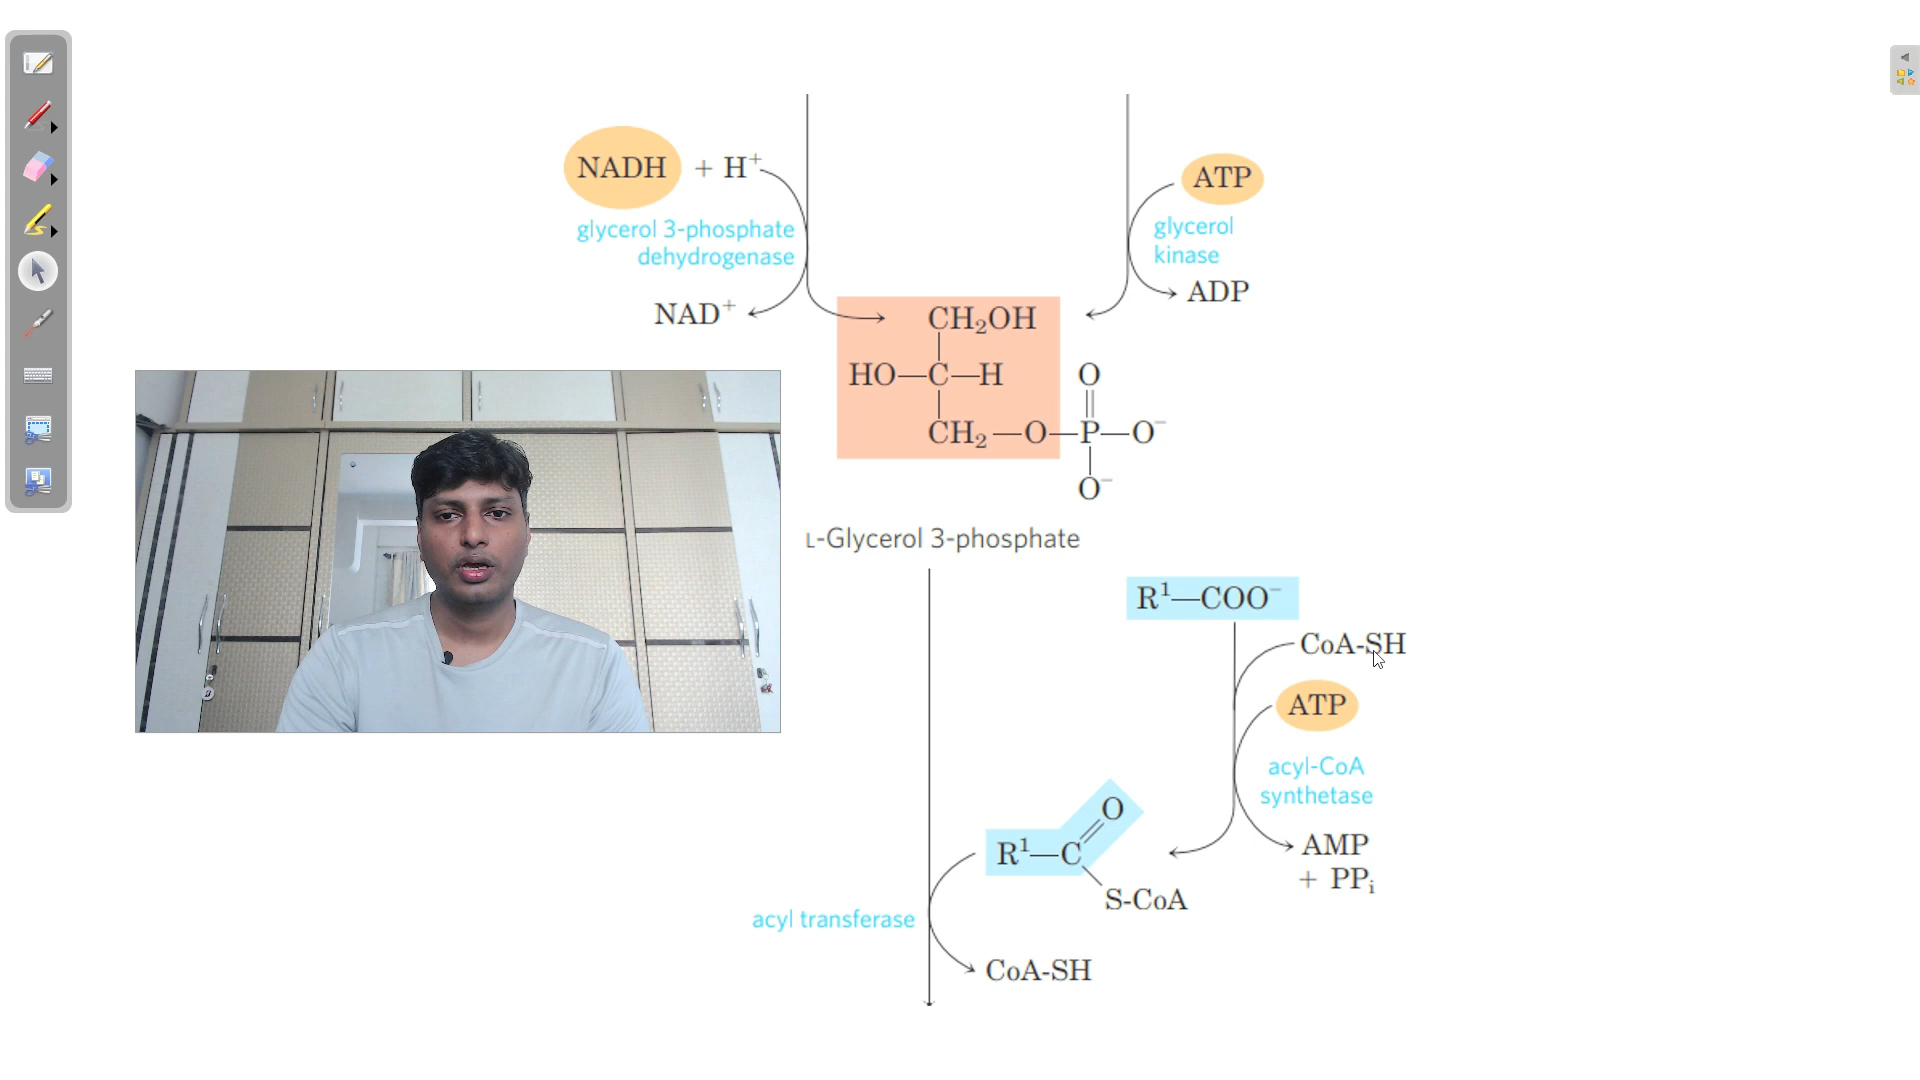 NADH + H⁺
glycerol 3-phosphate
dehydrogenase
NAD⁺
ATP
glycerol
kinase
ADP
CH₂OH
HO—C—H
CH₂—O—P—O⁻
O
O⁻
L-Glycerol 3-phosphate
R¹—COO⁻
CoA-SH
ATP
acyl-CoA
synthetase
AMP
+ PPᵢ
O
R¹—C
S-CoA
acyl transferase
CoA-SH